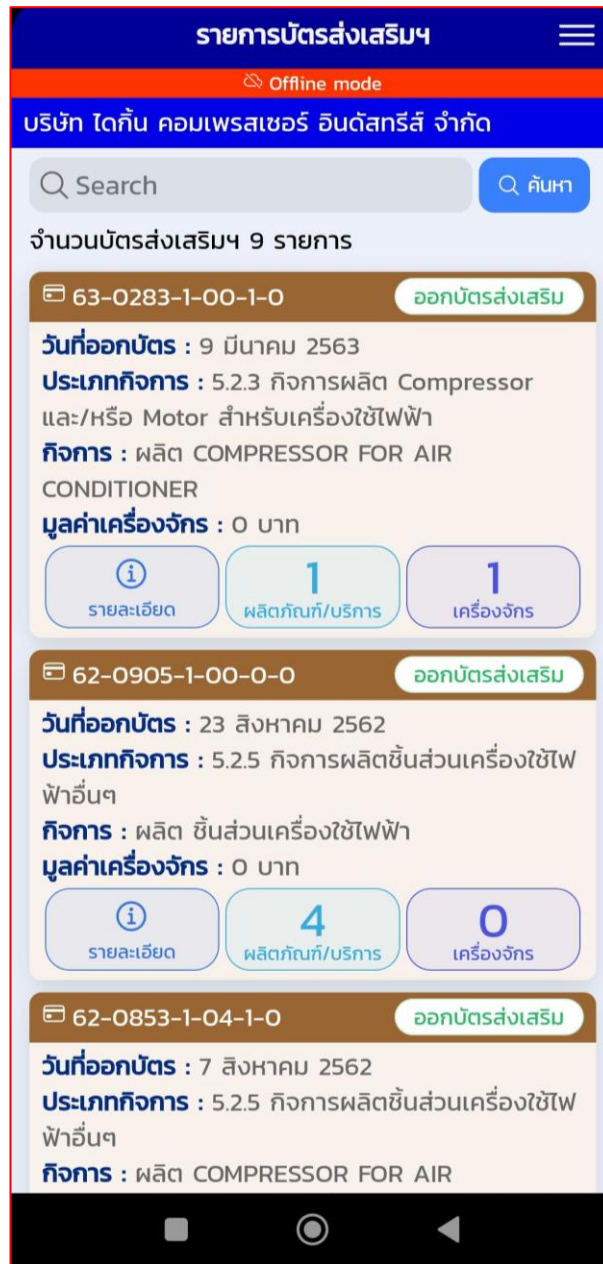 รายการบัตรส่งเสริมฯ
Offline mode
บริษัท ไดกิ้น คอมเพรสเซอร์ อินดัสทรีส์ จำกัด
Search
ค้นหา
จำนวนบัตรส่งเสริมฯ 9 รายการ
63-0283-1-00-1-0
ออกบัตรส่งเสริม
วันที่ออกบัตร : 9 มีนาคม 2563
ประเภทกิจการ : 5.2.3 กิจการผลิต Compressor
และ/หรือ Motor สำหรับเครื่องใช้ไฟฟ้า
กิจการ : ผลิต COMPRESSOR FOR AIR
CONDITIONER
มูลค่าเครื่องจักร : 0 บาท
รายละเอียด
1
ผลิตภัณฑ์/บริการ
1
เครื่องจักร
62-0905-1-00-0-0
ออกบัตรส่งเสริม
วันที่ออกบัตร : 23 สิงหาคม 2562
ประเภทกิจการ : 5.2.5 กิจการผลิตชิ้นส่วนเครื่องใช้ไฟ
ฟ้าอื่นๆ
กิจการ : ผลิต ชิ้นส่วนเครื่องใช้ไฟฟ้า
มูลค่าเครื่องจักร : 0 บาท
รายละเอียด
4
ผลิตภัณฑ์/บริการ
0
เครื่องจักร
62-0853-1-04-1-0
ออกบัตรส่งเสริม
วันที่ออกบัตร : 7 สิงหาคม 2562
ประเภทกิจการ : 5.2.5 กิจการผลิตชิ้นส่วนเครื่องใช้ไฟ
ฟ้าอื่นๆ
กิจการ : ผลิต COMPRESSOR FOR AIR